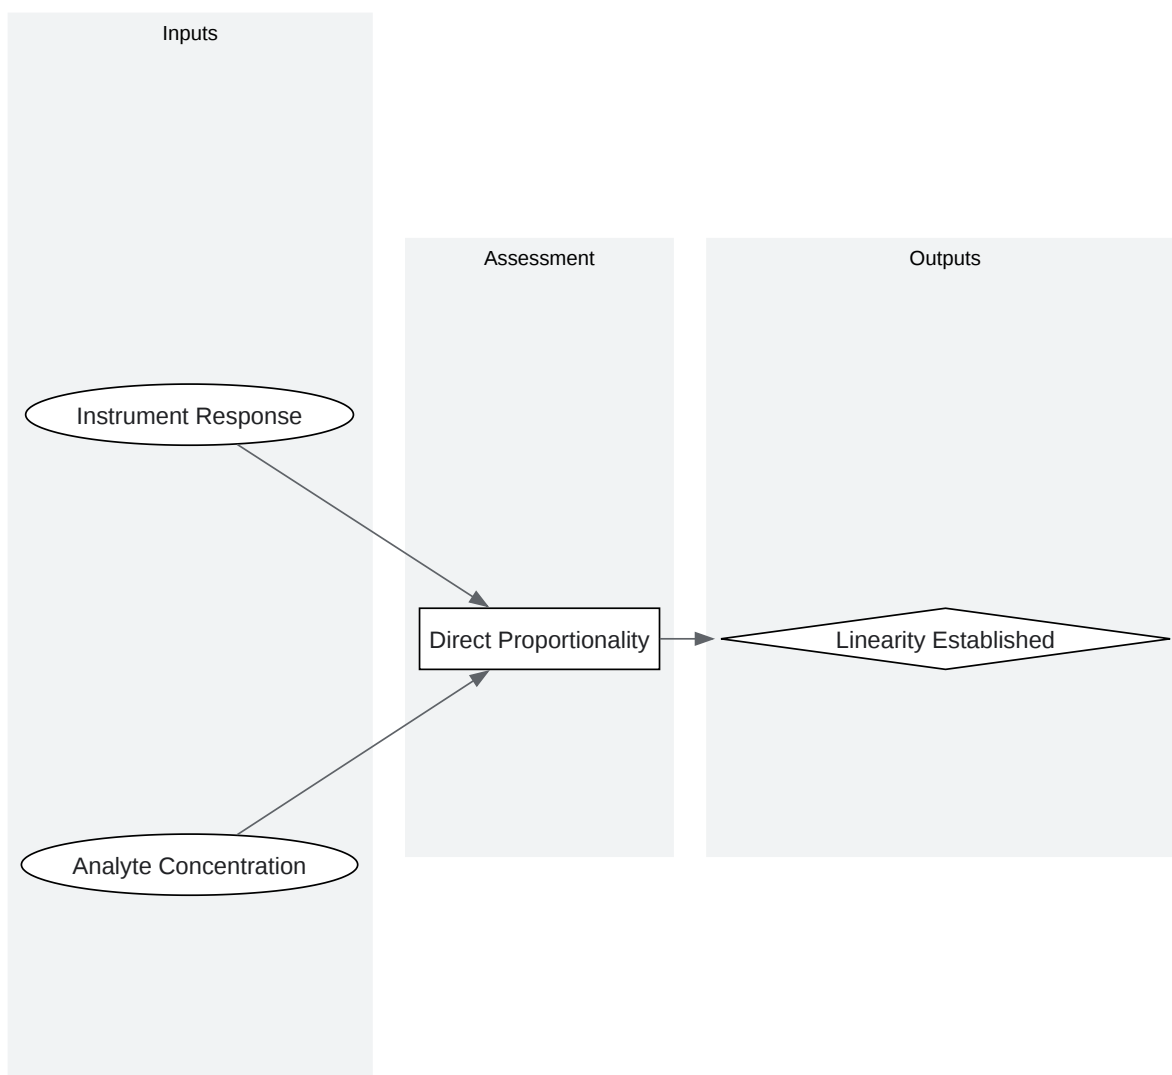 Inputs
Assessment
Outputs
Instrument Response
Direct Proportionality
Linearity Established
Analyte Concentration